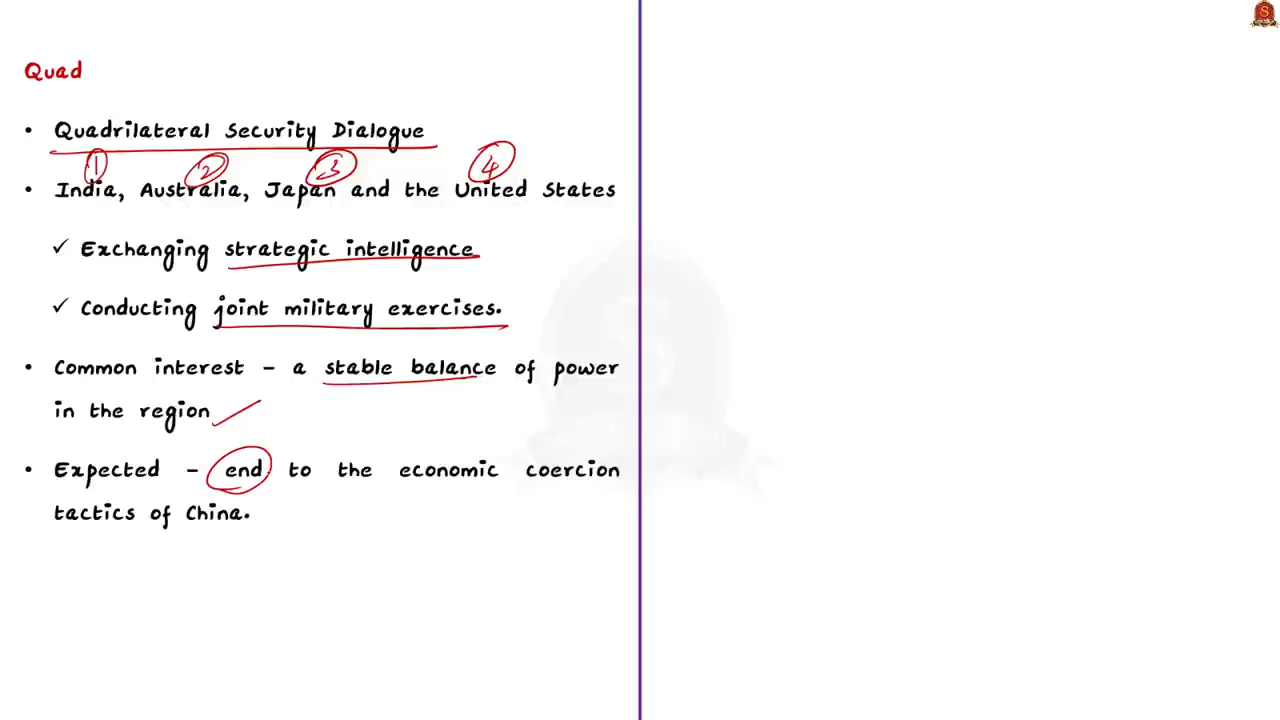 Quad
• Quadrilateral Security Dialogue
1 2 3 4
• India, Australia, Japan and the United States
✓ Exchanging strategic intelligence
✓ Conducting joint military exercises.
• Common interest – a stable balance of power
in the region
• Expected – end to the economic coercion
tactics of China.